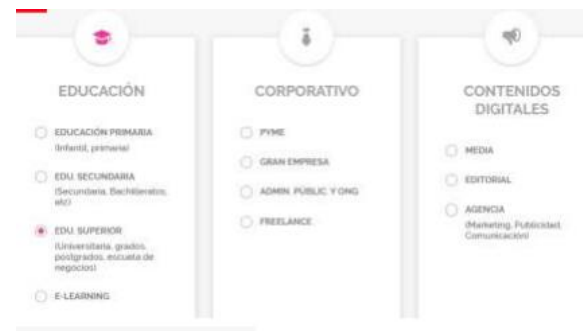 EDUCACIÓN
EDUCACIÓN PRIMARIA
(Infantil, primaria)
EDU. SECUNDARIA
(Secundaria, Bachillerato,
etc)
EDU. SUPERIOR
(Universitaria, grados,
postgrados, escuela de
negocios)
E-LEARNING
CORPORATIVO
PYME
GRAN EMPRESA
ADMIN. PÚBLIC. Y ONG
FREELANCE
CONTENIDOS
DIGITALES
MEDIA
EDITORIAL
AGENCIA
(Marketing, Publicidad,
Comunicación)